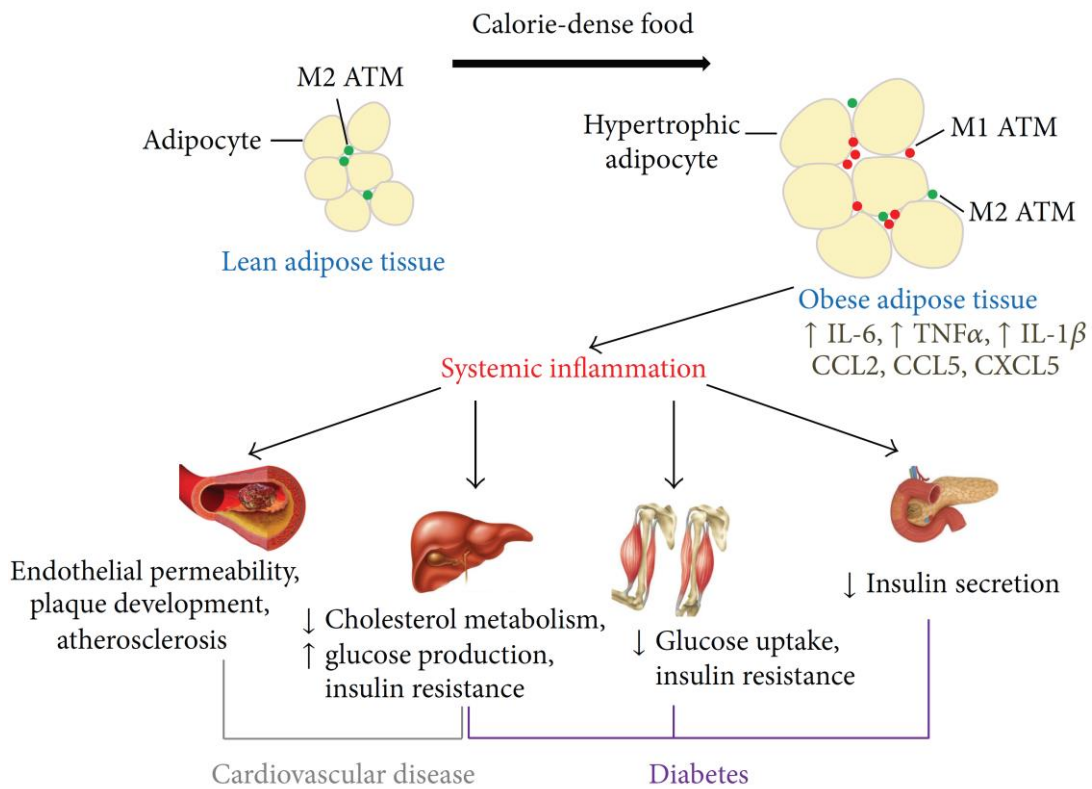 Calorie-dense food
M2 ATM
Adipocyte
Lean adipose tissue
Hypertrophic
adipocyte
M1 ATM
M2 ATM
Obese adipose tissue
↑ IL-6, ↑ TNFα, ↑ IL-1β
CCL2, CCL5, CXCL5
Systemic inflammation
Endothelial permeability,
plaque development,
atherosclerosis
↓ Cholesterol metabolism,
↑ glucose production,
insulin resistance
↓ Glucose uptake,
insulin resistance
↓ Insulin secretion
Cardiovascular disease
Diabetes